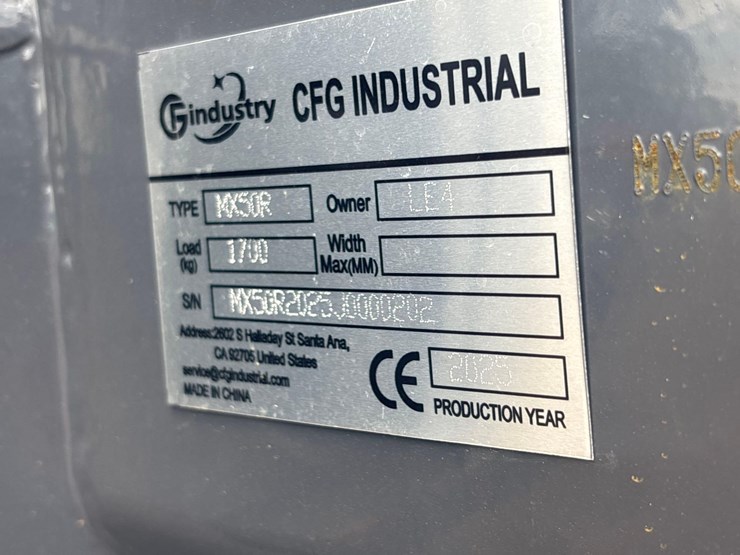 CFGindustry CFG INDUSTRIAL
TYPE MX50R Owner LE4
Load (kg) 1700 Width Max(MM)
S/N MX50R2025J0000202
Address:2602 S Halladay St Santa Ana,
CA 92705 United States
service@cfgindustrial.com
MADE IN CHINA
CE 2025
PRODUCTION YEAR
MX50